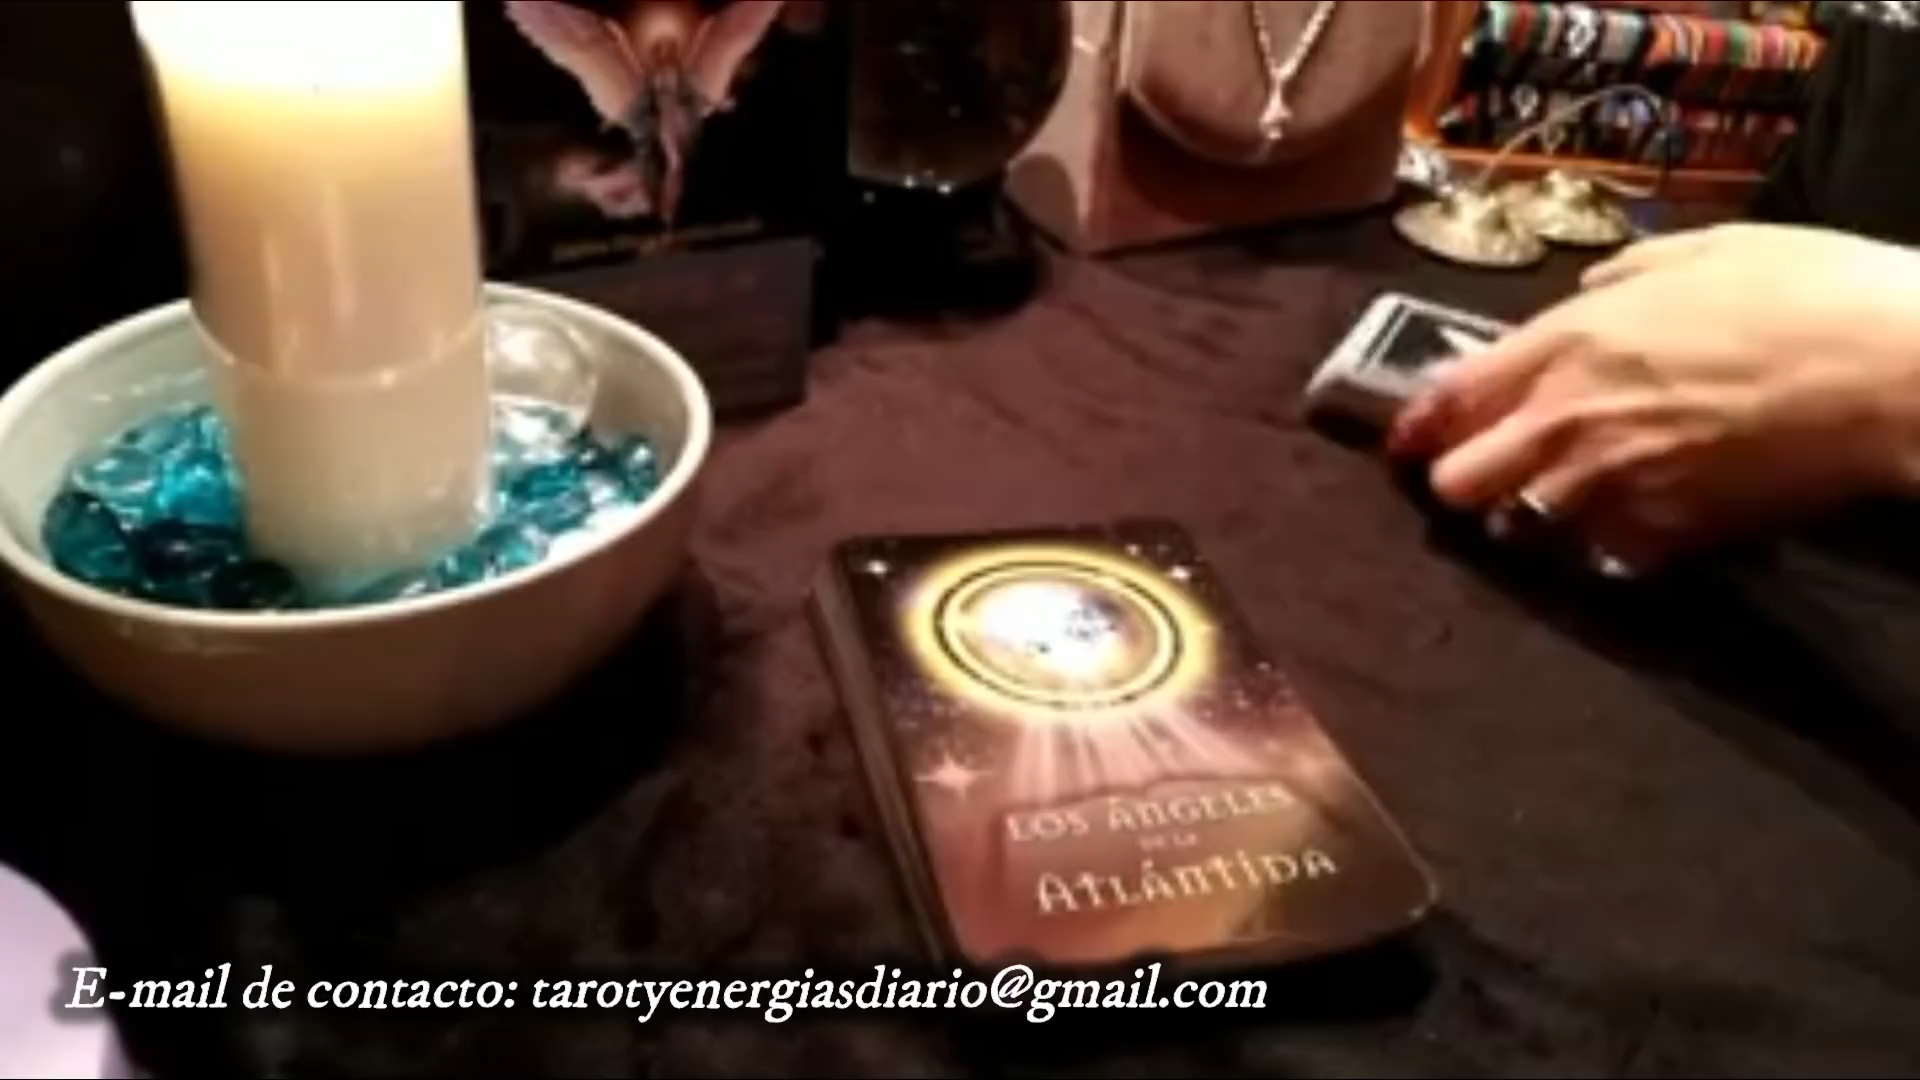 LOS ÁNGELES
DE LA
ATLÁNTIDA
E-mail de contacto: tarotyenergiasdiario@gmail.com